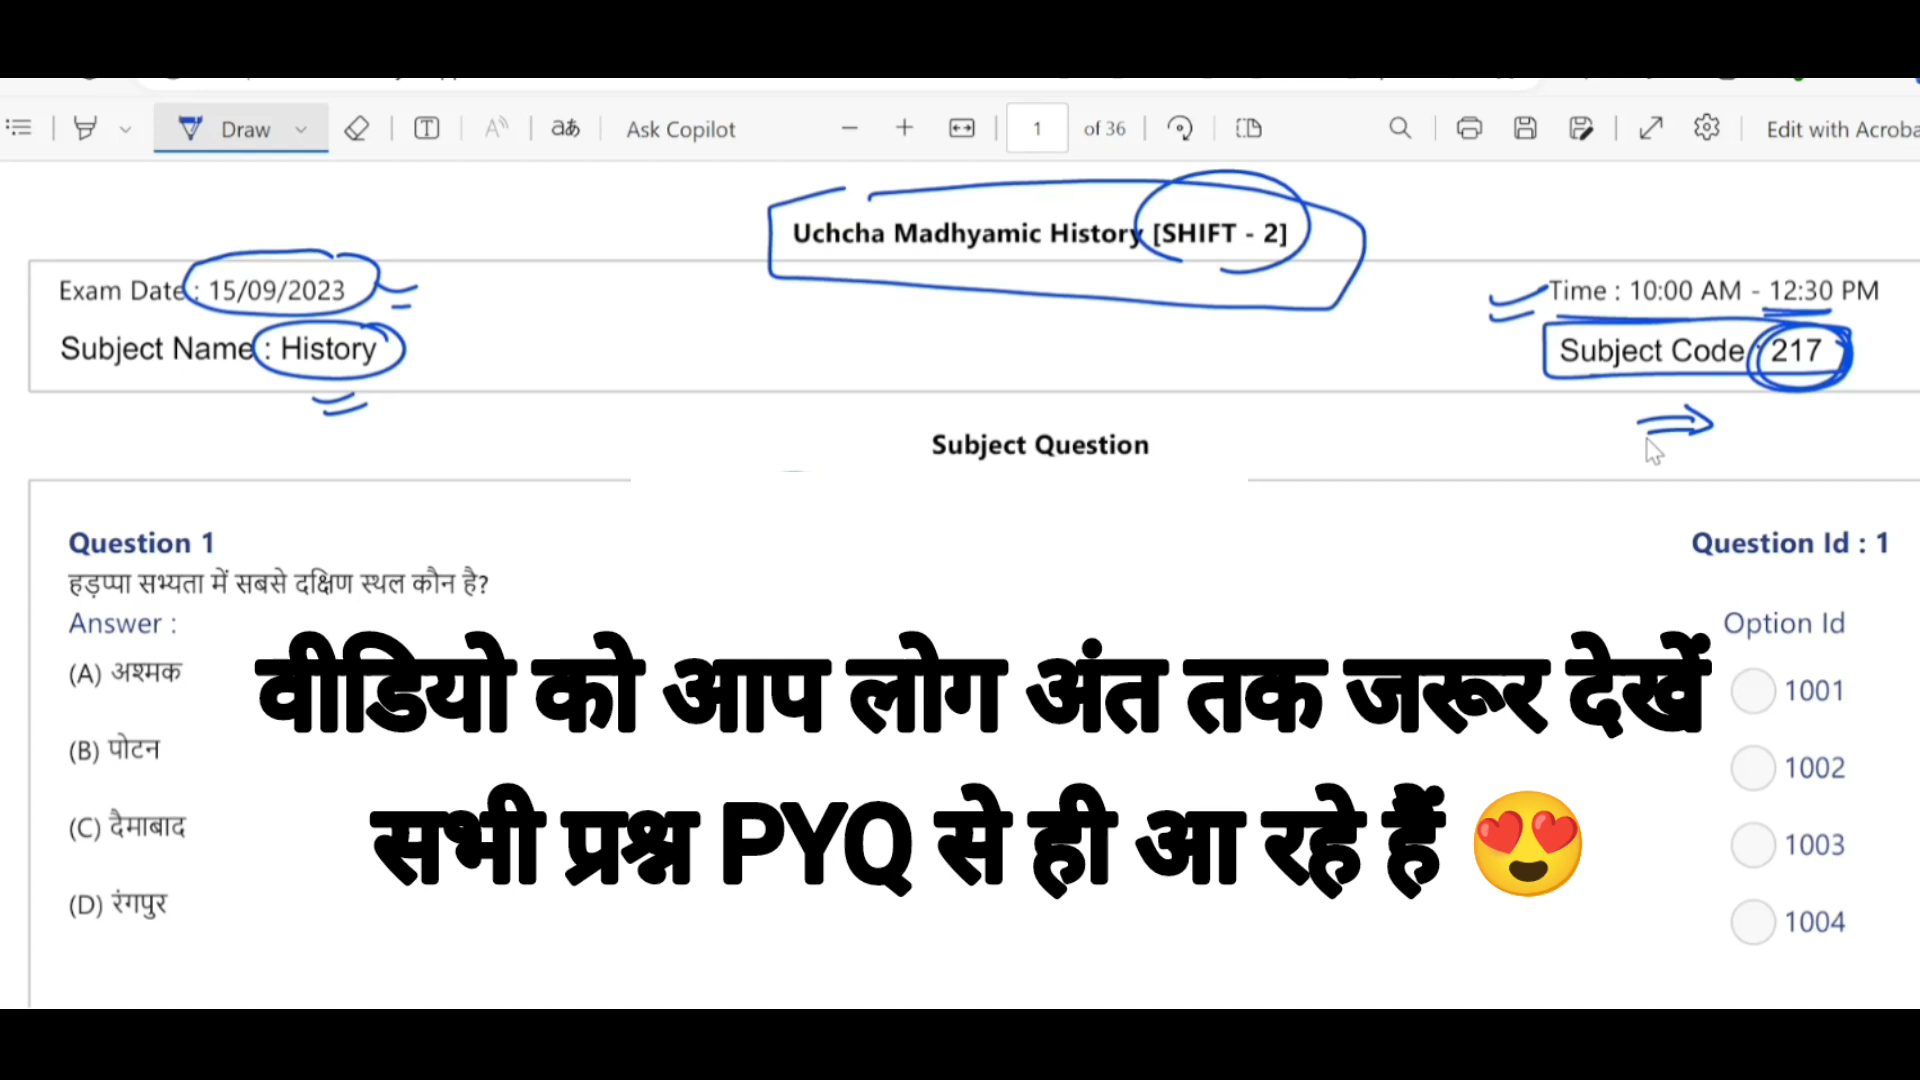 Draw
Ask Copilot
1 of 36
Edit with Acroba
Uchcha Madhyamic History [SHIFT - 2]
Exam Date : 15/09/2023
Time : 10:00 AM - 12:30 PM
Subject Name : History
Subject Code : 217
Subject Question
Question 1
Question Id : 1
हड़प्पा सभ्यता में सबसे दक्षिण स्थल कौन है?
Answer :
Option Id
(A) अश्मक
1001
वीडियो को आप लोग अंत तक जरूर देखें
(B) पोटन
1002
(C) दैमाबाद
1003
सभी प्रश्न PYQ से ही आ रहे हैं 😍
(D) रंगपुर
1004